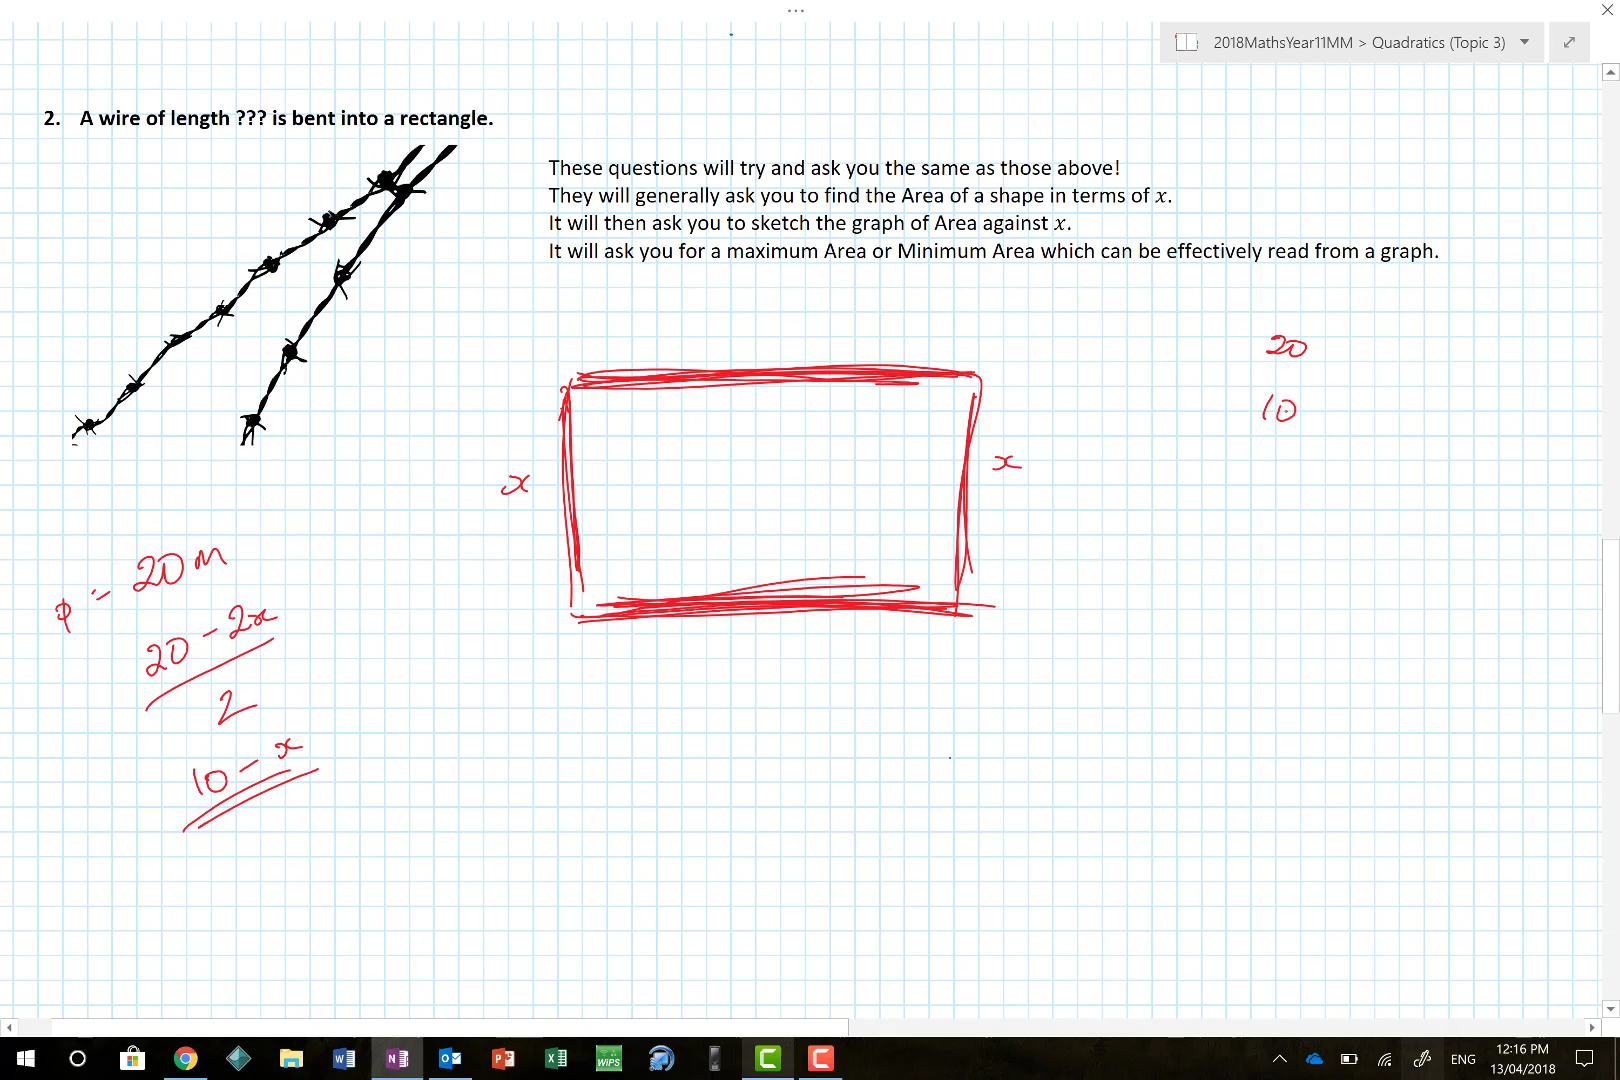 2018MathsYear11MM > Quadratics (Topic 3)
2. A wire of length ??? is bent into a rectangle.
These questions will try and ask you the same as those above!
They will generally ask you to find the Area of a shape in terms of x.
It will then ask you to sketch the graph of Area against x.
It will ask you for a maximum Area or Minimum Area which can be effectively read from a graph.
20
10
x
x
P = 20 m
20 - 2x
2
10 - x
WiPS
ENG
12:16 PM
13/04/2018